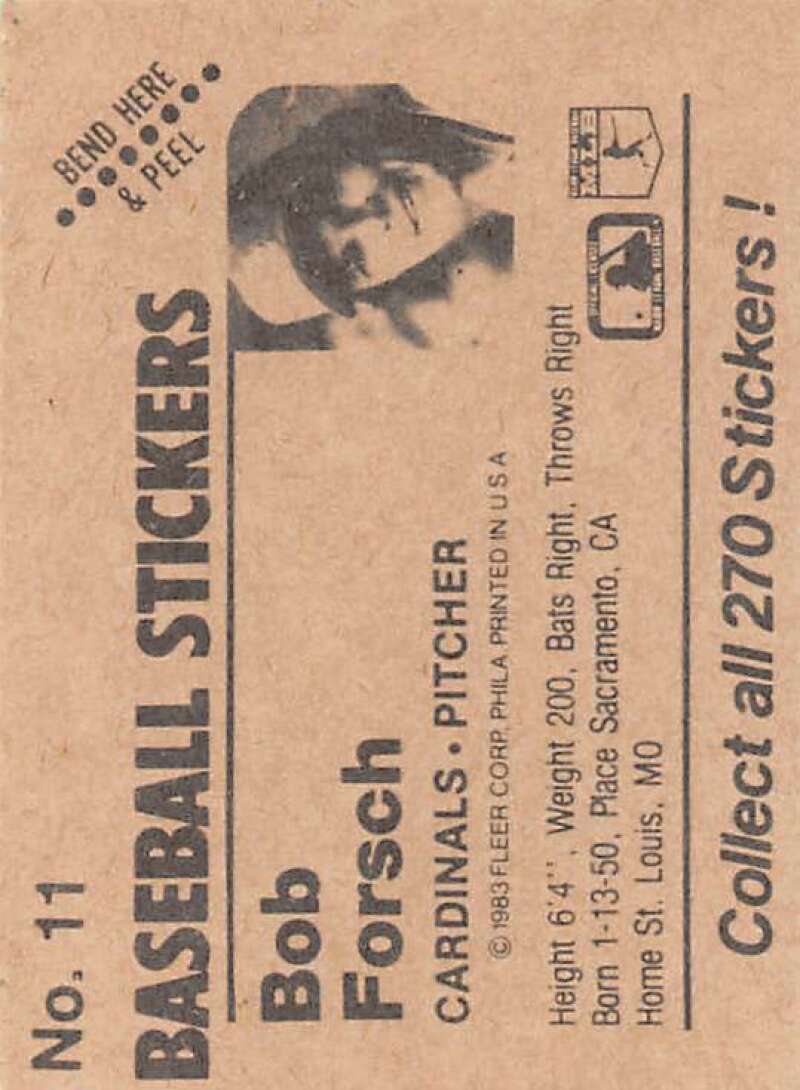 No. 11
BEND HERE
& PEEL
BASEBALL STICKERS
Bob
Forsch
CARDINALS • PITCHER
© 1983 FLEER CORP. PHILA PRINTED IN U S A
Height 6'4'', Weight 200, Bats Right, Throws Right
Born 1-13-50, Place Sacramento, CA
Home St. Louis, MO
Collect all 270 Stickers!